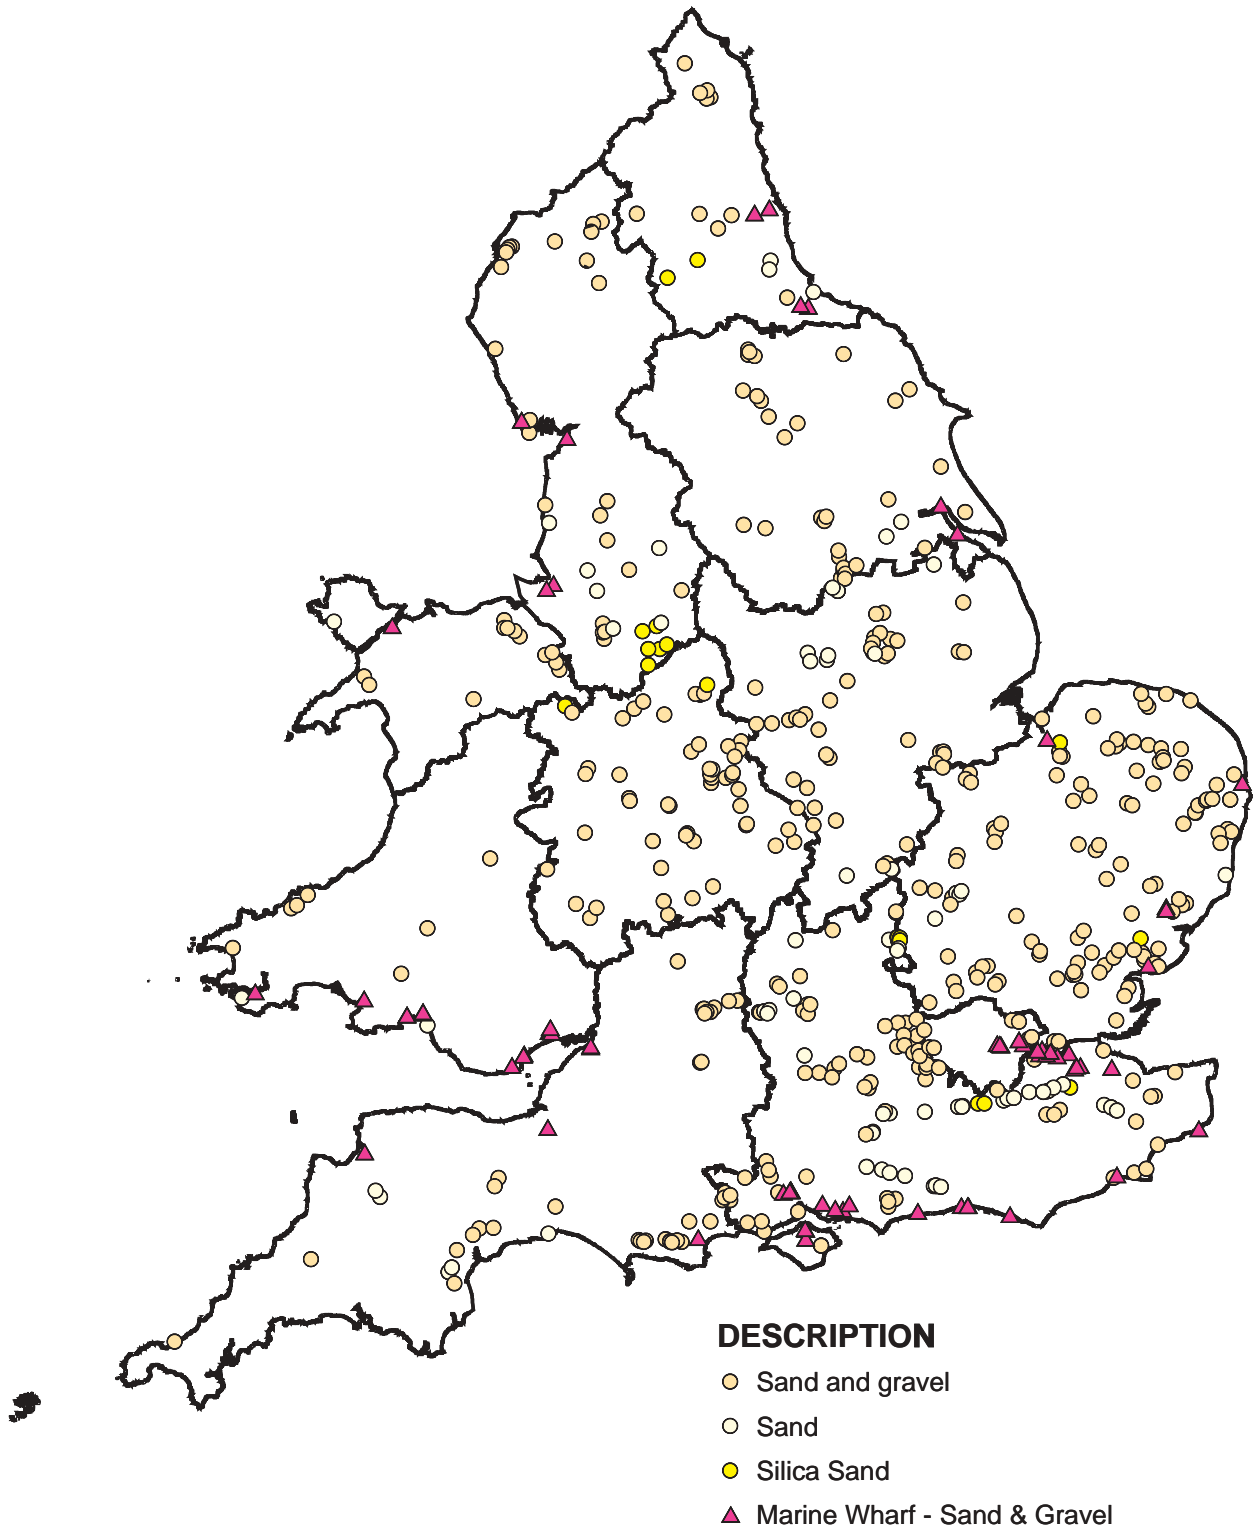 DESCRIPTION
Sand and gravel
Sand
Silica Sand
Marine Wharf - Sand & Gravel